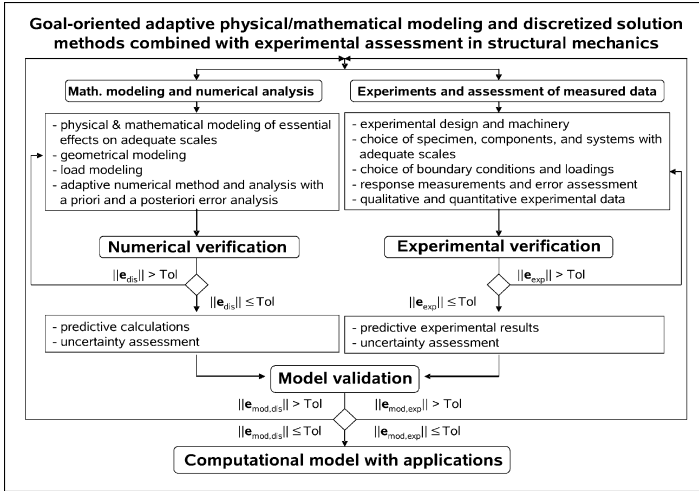 Goal-oriented adaptive physical/mathematical modeling and discretized solution
methods combined with experimental assessment in structural mechanics
Math. modeling and numerical analysis
- physical & mathematical modeling of essential
effects on adequate scales
- geometrical modeling
- load modeling
- adaptive numerical method and analysis with
a priori and a posteriori error analysis
Experiments and assessment of measured data
- experimental design and machinery
- choice of specimen, components, and systems with
adequate scales
- choice of boundary conditions and loadings
- response measurements and error assessment
- qualitative and quantitative experimental data
Numerical verification
||e_dis|| > Tol
||e_dis|| ≤ Tol
Experimental verification
||e_exp|| > Tol
||e_exp|| ≤ Tol
- predictive calculations
- uncertainty assessment
- predictive experimental results
- uncertainty assessment
Model validation
||e_mod,dis|| > Tol
||e_mod,exp|| > Tol
||e_mod,dis|| ≤ Tol
||e_mod,exp|| ≤ Tol
Computational model with applications